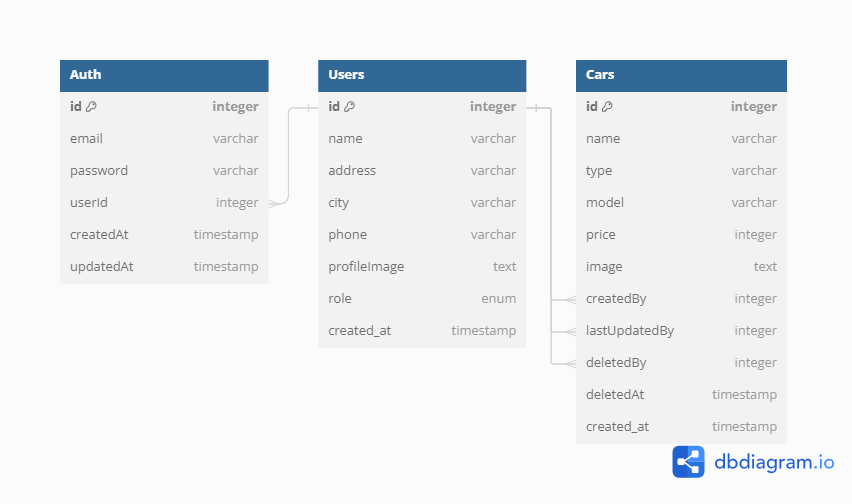 Auth
id integer
email varchar
password varchar
userId integer
createdAt timestamp
updatedAt timestamp
Users
id integer
name varchar
address varchar
city varchar
phone varchar
profileImage text
role enum
created_at timestamp
Cars
id integer
name varchar
type varchar
model varchar
price integer
image text
createdBy integer
lastUpdatedBy integer
deletedBy integer
deletedAt timestamp
created_at timestamp
dbdiagram.io